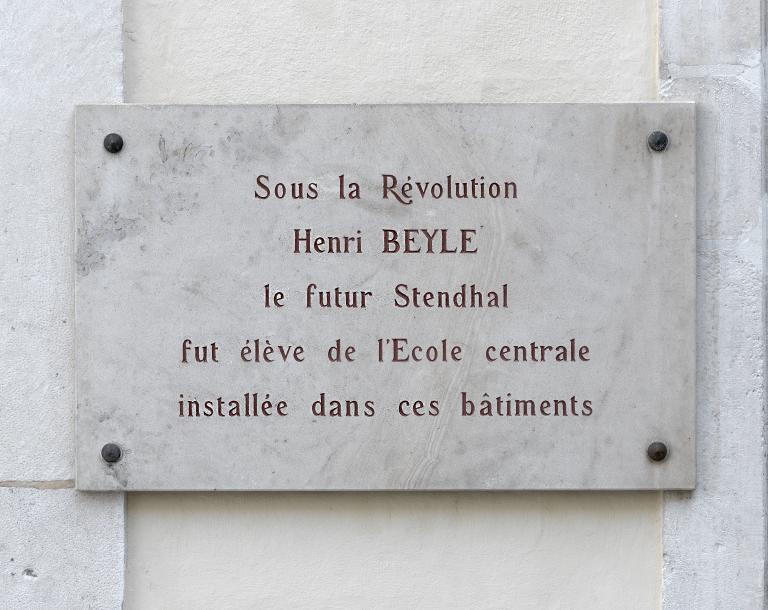 Sous la Révolution
Henri BEYLE
le futur Stendhal
fut élève de l'Ecole centrale
installée dans ces bâtiments